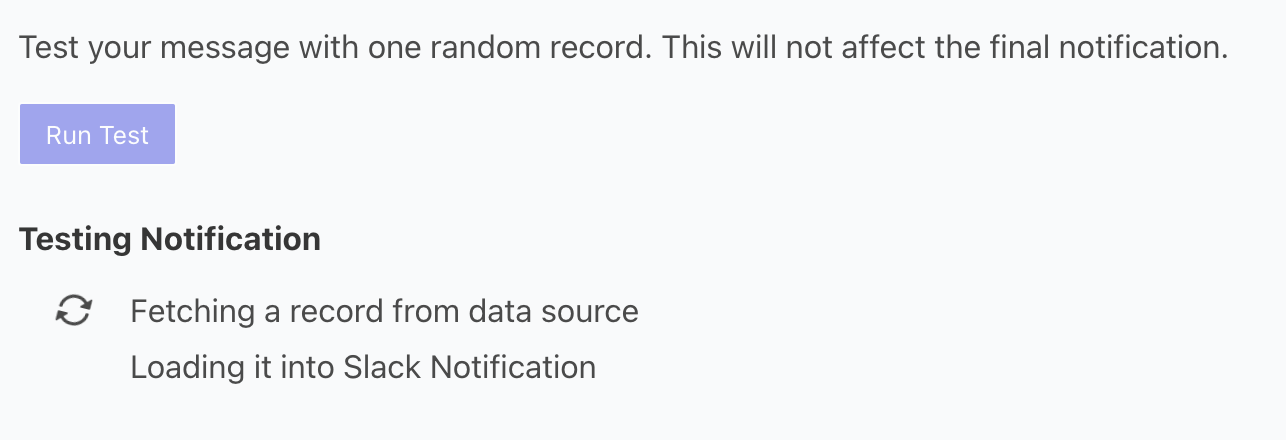 Test your message with one random record. This will not affect the final notification.
Run Test
Testing Notification
Fetching a record from data source
Loading it into Slack Notification